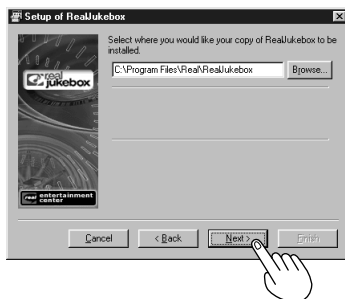 Setup of RealJukebox
Select where you would like your copy of RealJukebox to be
installed.
C:\Program Files\Real\RealJukebox
Browse...
real
jukebox
real entertainment
center
Cancel
< Back
Next >
Finish